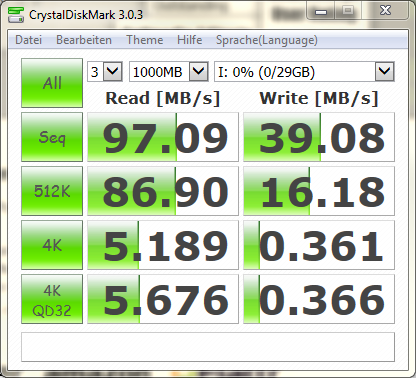 CrystalDiskMark 3.0.3
Datei Bearbeiten Theme Hilfe Sprache(Language)
All 3 1000MB I: 0% (0/29GB)
Read [MB/s] Write [MB/s]
Seq 97.09 39.08
512K 86.90 16.18
4K 5.189 0.361
4K QD32 5.676 0.366